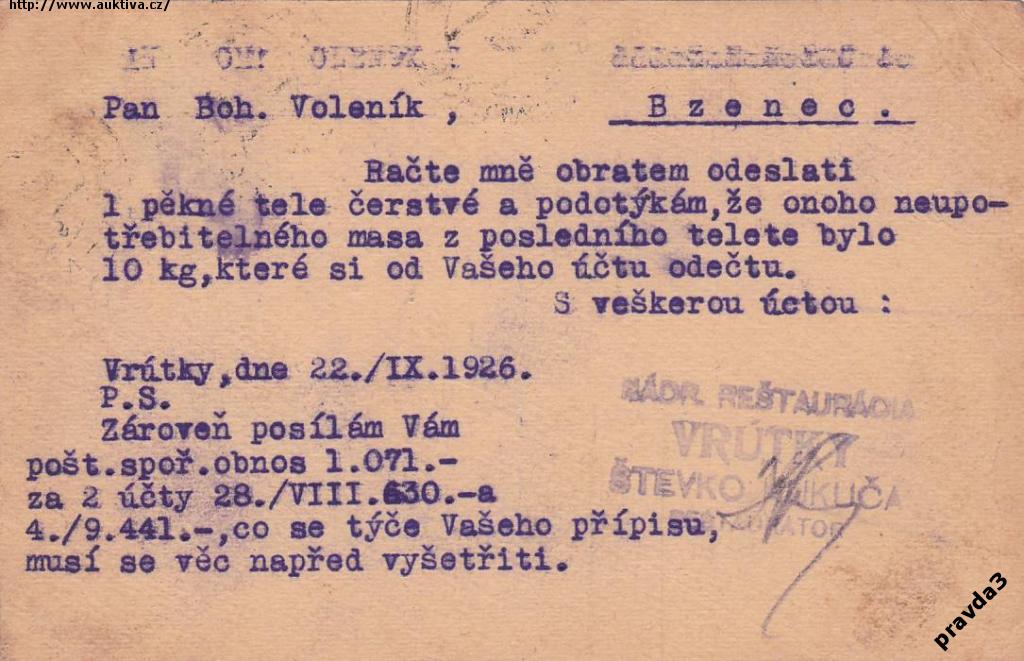 http://www.auktiva.cz/
Pan Boh. Voleník , Bzenec.
Račte mně obratem odeslati
1 pěkné tele čerstvé a podotýkám,že onoho neupo-
třebitelného masa z posledního telete bylo
10 kg,které si od Vašeho účtu odečtu.
S veškerou úctou :
Vrútky,dne 22./IX.1926.
P.S.
Zároveň posílám Vám
pošt.spoř.obnos 1.071.-
za 2 účty 28./VIII.630.-a
4./9.441.-,co se týče Vašeho přípisu,
musí se věc napřed vyšetřiti.
NÁDR. REŠTAURÁCIA
VRÚTKY
ŠTEVKO
pravda3